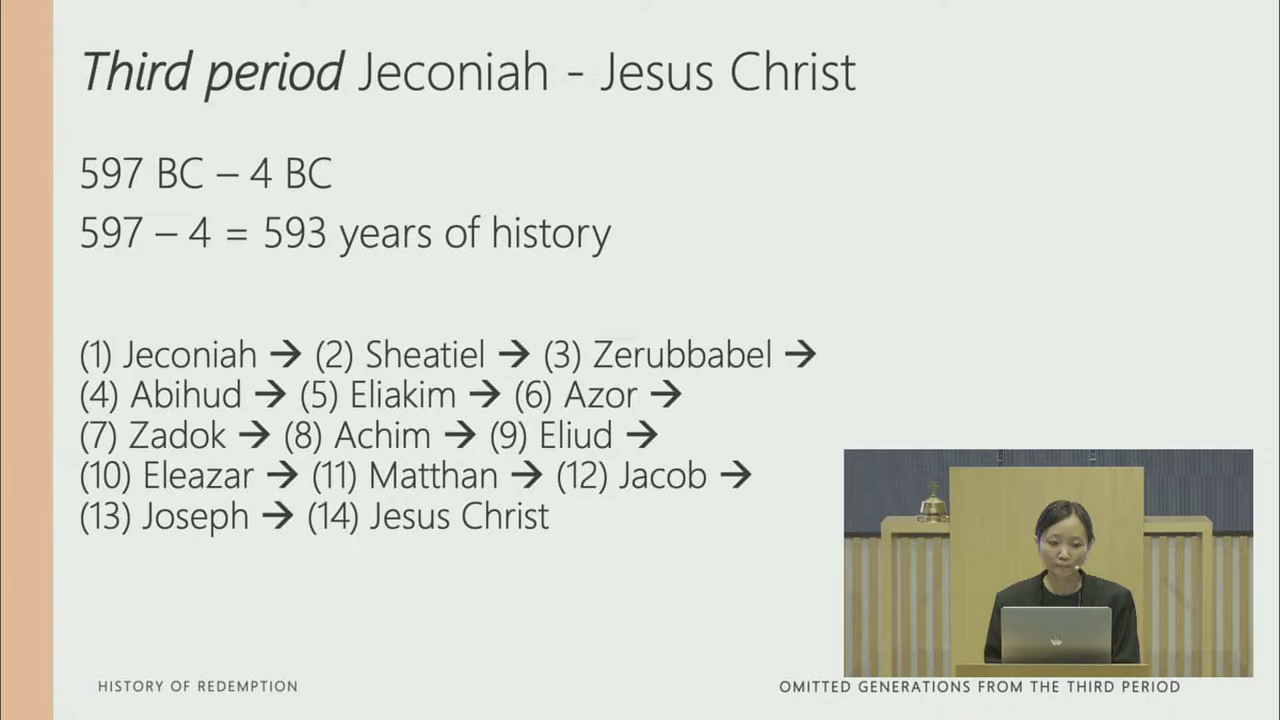 Third period Jeconiah - Jesus Christ
597 BC – 4 BC
597 – 4 = 593 years of history
(1) Jeconiah → (2) Sheatiel → (3) Zerubbabel →
(4) Abihud → (5) Eliakim → (6) Azor →
(7) Zadok → (8) Achim → (9) Eliud →
(10) Eleazar → (11) Matthan → (12) Jacob →
(13) Joseph → (14) Jesus Christ
HISTORY OF REDEMPTION
OMITTED GENERATIONS FROM THE THIRD PERIOD